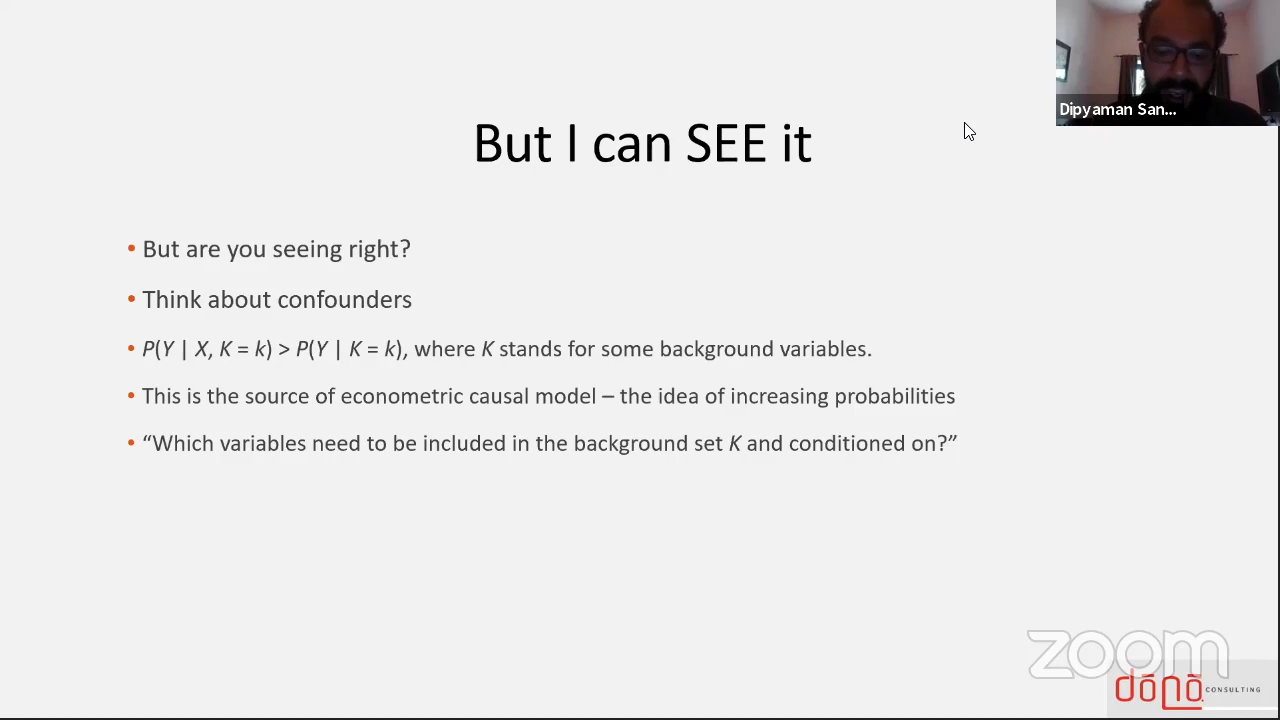 Dipyaman San...
But I can SEE it
• But are you seeing right?
• Think about confounders
• P(Y | X, K = k) > P(Y | K = k), where K stands for some background variables.
• This is the source of econometric causal model – the idea of increasing probabilities
• “Which variables need to be included in the background set K and conditioned on?”
zoom
dānā CONSULTING